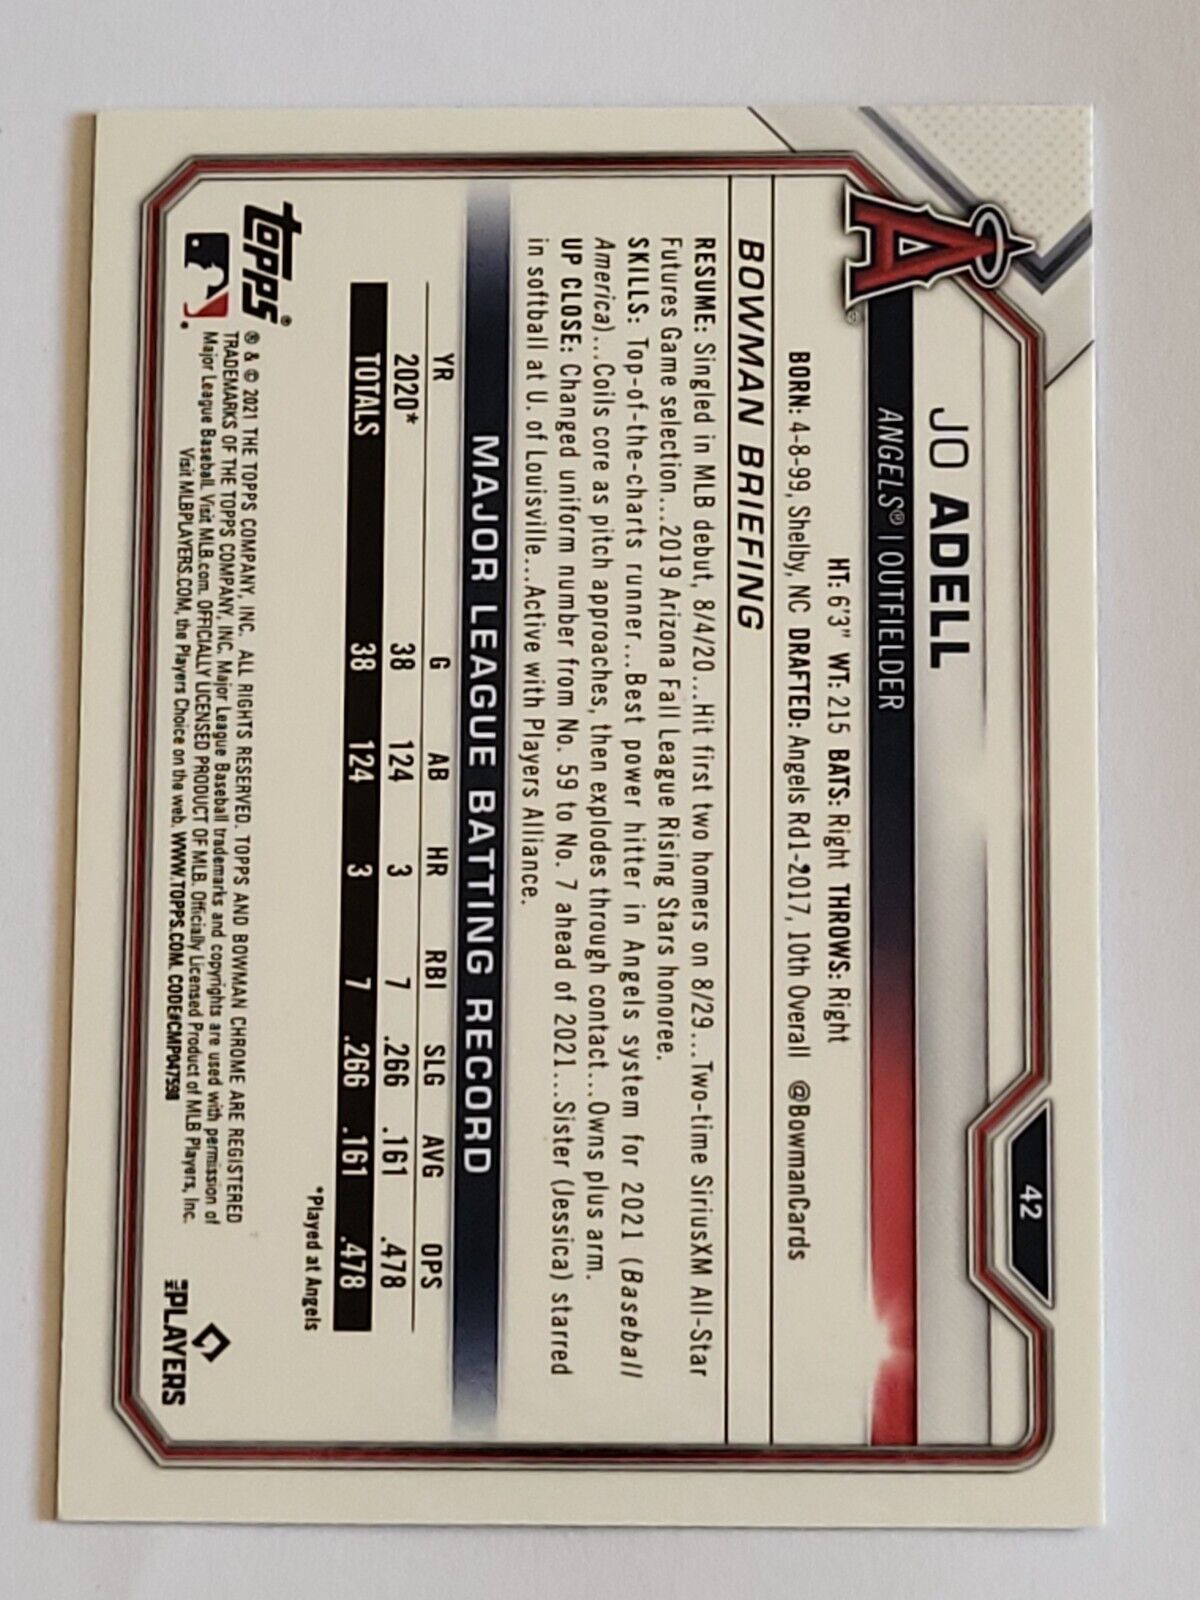 42
JO ADELL
ANGELS® | OUTFIELDER
A®
HT: 6'3" WT: 215 BATS: Right THROWS: Right
BORN: 4-8-99, Shelby, NC DRAFTED: Angels Rd1-2017, 10th Overall @BowmanCards
BOWMAN BRIEFING
RESUME: Singled in MLB debut, 8/4/20...Hit first two homers on 8/29...Two-time SiriusXM All-Star
Futures Game selection...2019 Arizona Fall League Rising Stars honoree.
SKILLS: Top-of-the-charts runner...Best power hitter in Angels system for 2021 (Baseball
America)...Coils core as pitch approaches, then explodes through contact...Owns plus arm.
UP CLOSE: Changed uniform number from No. 59 to No. 7 ahead of 2021...Sister (Jessica) starred
in softball at U. of Louisville...Active with Players Alliance.
MAJOR LEAGUE BATTING RECORD
YR G AB HR RBI SLG AVG OPS
2020* 38 124 3 7 .266 .161 .478
TOTALS 38 124 3 7 .266 .161 .478
*Played at Angels
topps®
® & © 2021 THE TOPPS COMPANY, INC. ALL RIGHTS RESERVED. TOPPS AND BOWMAN CHROME ARE REGISTERED
TRADEMARKS OF THE TOPPS COMPANY, INC. Major League Baseball trademarks and copyrights are used with permission of
Major League Baseball. Visit MLB.com. OFFICIALLY LICENSED PRODUCT OF MLB. Officially Licensed Product of MLB Players, Inc.
Visit MLBPLAYERS.COM, the Players Choice on the web. WWW.TOPPS.COM. CODE#CMP047598
MLB PLAYERS